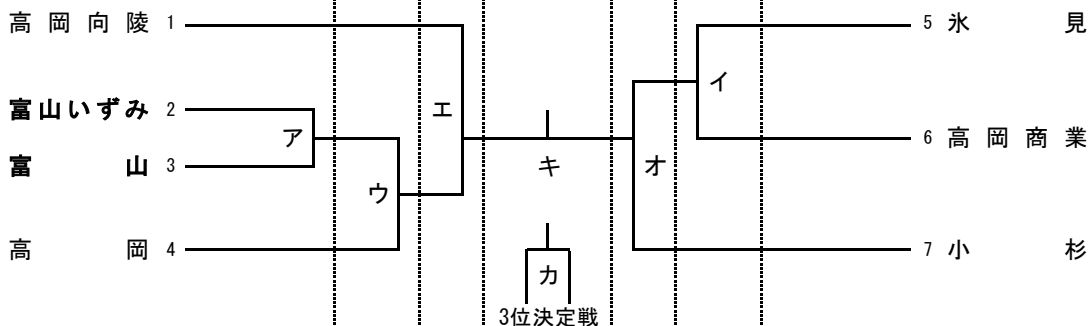 高岡向陵 1
5 氷見
イ
富山いずみ 2
エ
ア
6 高岡商業
富山 3
キ
オ
ウ
高岡 4
7 小杉
カ
3位決定戦